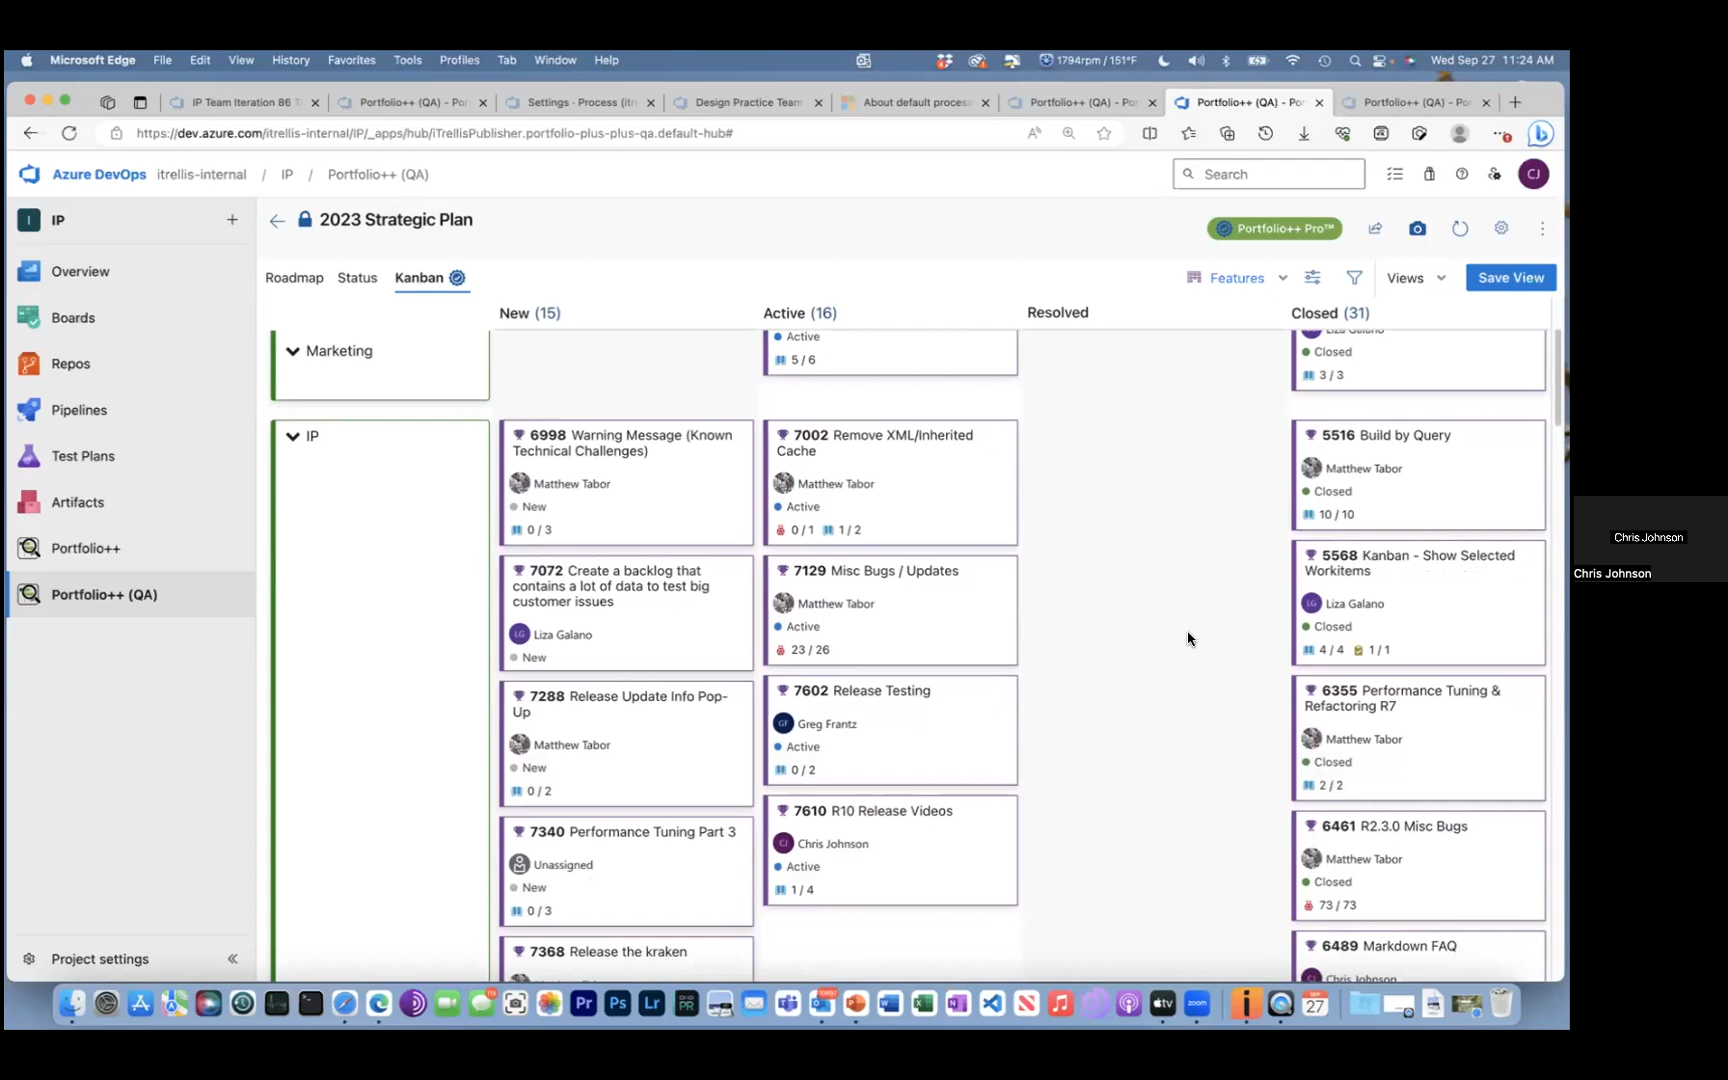 Microsoft Edge File Edit View History Favorites Tools Profiles Tab Window Help 1794rpm / 151°F Wed Sep 27 11:24 AM
IP Team Iteration 86 T Portfolio++ (QA) - Por Settings - Process (itr Design Practice Team About default proces Portfolio++ (QA) - Por Portfolio++ (QA) - Por Portfolio++ (QA) - Por
https://dev.azure.com/itrellis-internal/IP/_apps/hub/iTrellisPublisher.portfolio-plus-plus-qa.default-hub#
Azure DevOps itrellis-internal / IP / Portfolio++ (QA) Search CJ
I IP
2023 Strategic Plan Portfolio++ Pro™
Overview
Boards
Repos
Pipelines
Test Plans
Artifacts
Portfolio++
Portfolio++ (QA)
Project settings
Roadmap Status Kanban Features Views Save View
New (15) Active (16) Resolved Closed (31)
Marketing
Active
5 / 6
Liza Galano
Closed
3 / 3
IP
6998 Warning Message (Known
Technical Challenges)
Matthew Tabor
New
0 / 3
7072 Create a backlog that
contains a lot of data to test big
customer issues
LG Liza Galano
New
7288 Release Update Info Pop-
Up
Matthew Tabor
New
0 / 2
7340 Performance Tuning Part 3
Unassigned
New
0 / 3
7368 Release the kraken
7002 Remove XML/Inherited
Cache
Matthew Tabor
Active
0 / 1 1 / 2
7129 Misc Bugs / Updates
Matthew Tabor
Active
23 / 26
7602 Release Testing
GF Greg Frantz
Active
0 / 2
7610 R10 Release Videos
CJ Chris Johnson
Active
1 / 4
5516 Build by Query
Matthew Tabor
Closed
10 / 10
5568 Kanban - Show Selected
Workitems
LG Liza Galano
Closed
4 / 4 1 / 1
6355 Performance Tuning &
Refactoring R7
Matthew Tabor
Closed
2 / 2
6461 R2.3.0 Misc Bugs
Matthew Tabor
Closed
73 / 73
6489 Markdown FAQ
Chris Johnson
Chris Johnson
Chris Johnson
Pr Ps Lr PR tv zoom SEP 27